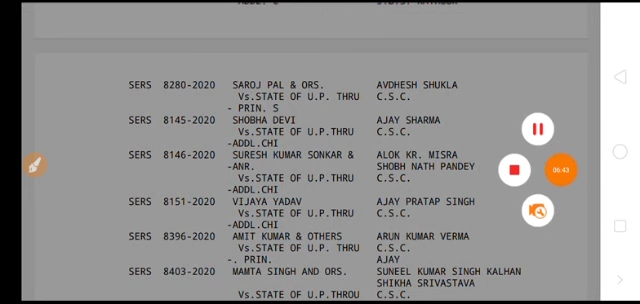 SERS 8280-2020 SAROJ PAL & ORS. AVDHESH SHUKLA
Vs.STATE OF U.P. THRU C.S.C.
- PRIN. S
SERS 8145-2020 SHOBHA DEVI AJAY SHARMA
Vs.STATE OF U.P.THRU C.S.C.
-ADDL.CHI
SERS 8146-2020 SURESH KUMAR SONKAR & ALOK KR. MISRA
-ANR. SHOBH NATH PANDEY
Vs.STATE OF U.P.THRU C.S.C.
-ADDL.CHI
SERS 8151-2020 VIJAYA YADAV AJAY PRATAP SINGH
Vs.STATE OF U.P.THRU C.S.C.
-ADDL.CHI
SERS 8396-2020 AMIT KUMAR & OTHERS ARUN KUMAR VERMA
Vs.STATE OF U.P. THRU C.S.C.
-. PRIN. AJAY
SERS 8403-2020 MAMTA SINGH AND ORS. SUNEEL KUMAR SINGH KALHAN
SHIKHA SRIVASTAVA
Vs.STATE OF U.P.THROU C.S.C.
06:43